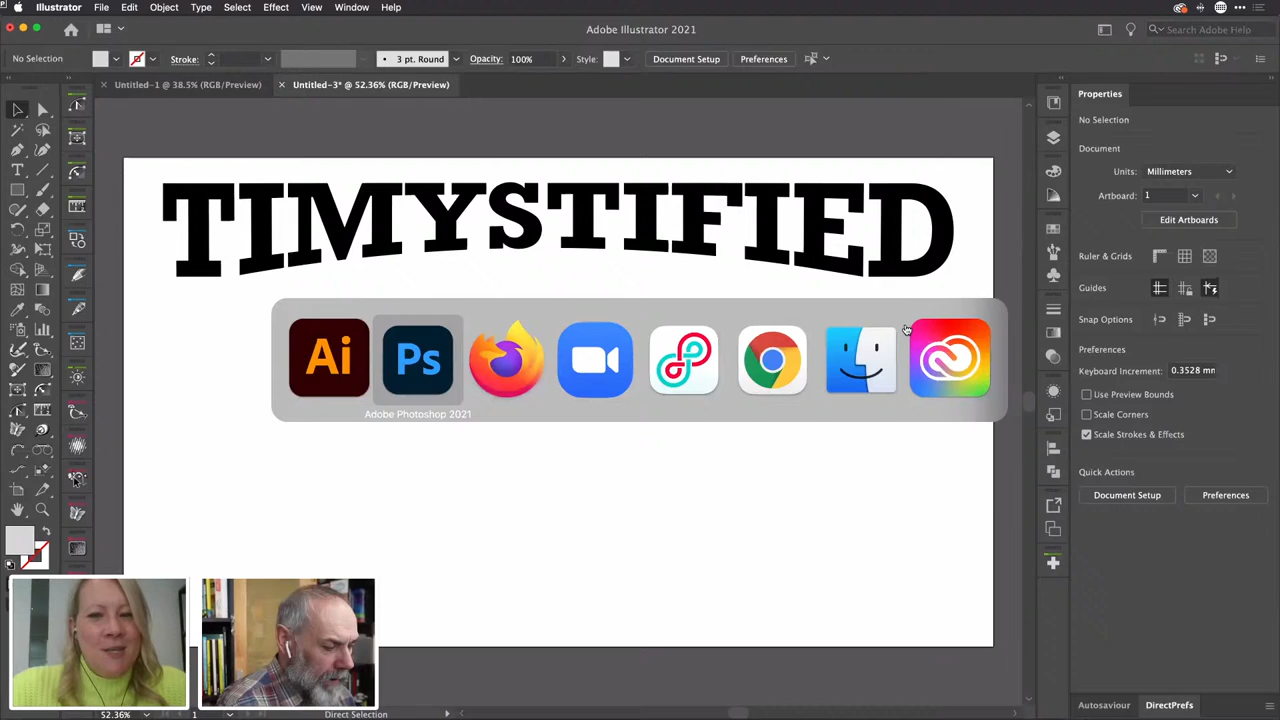 Illustrator File Edit Object Type Select Effect View Window Help
Adobe Illustrator 2021
Search Adobe Help
No Selection
Stroke:
3 pt. Round
Opacity: 100%
Style:
Document Setup
Preferences
Untitled-1 @ 38.5% (RGB/Preview)
Untitled-3* @ 52.36% (RGB/Preview)
Properties
No Selection
Document
Units: Millimeters
Artboard: 1
Edit Artboards
Ruler & Grids
Guides
Snap Options
Preferences
Keyboard Increment: 0.3528 mm
Use Preview Bounds
Scale Corners
Scale Strokes & Effects
Quick Actions
Document Setup
Preferences
TIMYSTIFIED
Ai
Ps
Adobe Photoshop 2021
52.36%
1
Direct Selection
Autosaviour
DirectPrefs